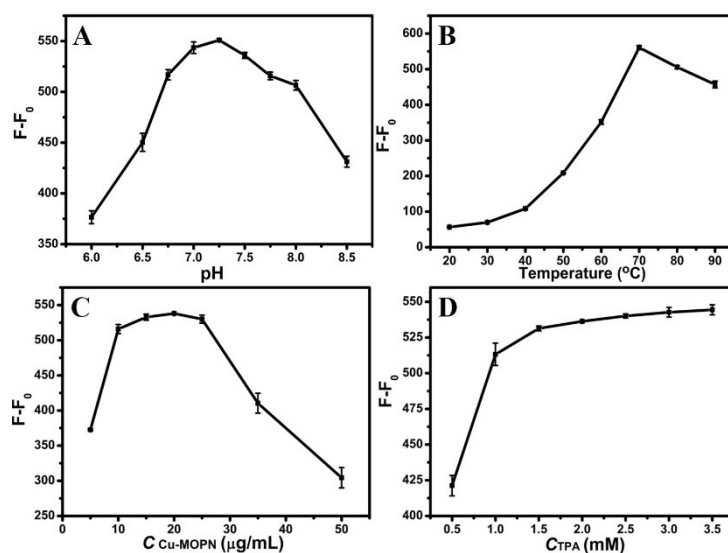 A
550
500
450
400
350
F-F0
6.0 6.5 7.0 7.5 8.0 8.5
pH
B
600
500
400
300
200
100
0
F-F0
20 30 40 50 60 70 80 90
Temperature (OC)
C
550
500
450
400
350
300
250
F-F0
0 10 20 30 40 50
C Cu-MOPN (μg/mL)
D
550
525
500
475
450
425
400
F-F0
0.5 1.0 1.5 2.0 2.5 3.0 3.5
CTPA (mM)